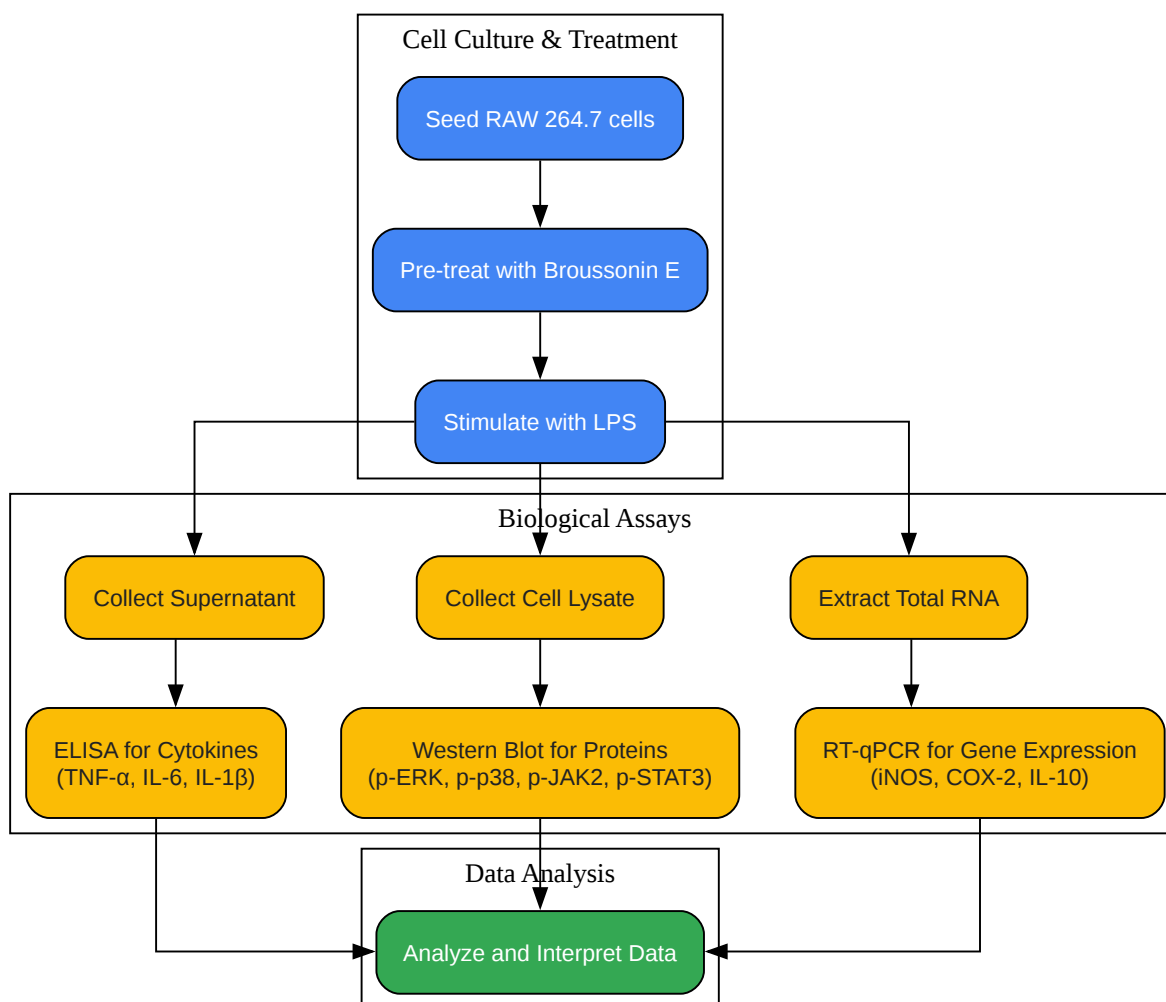 Cell Culture & Treatment
Seed RAW 264.7 cells
Pre-treat with Broussonin E
Stimulate with LPS
Biological Assays
Collect Supernatant
Collect Cell Lysate
Extract Total RNA
ELISA for Cytokines
(TNF-α, IL-6, IL-1β)
Western Blot for Proteins
(p-ERK, p-p38, p-JAK2, p-STAT3)
RT-qPCR for Gene Expression
(iNOS, COX-2, IL-10)
Data Analysis
Analyze and Interpret Data